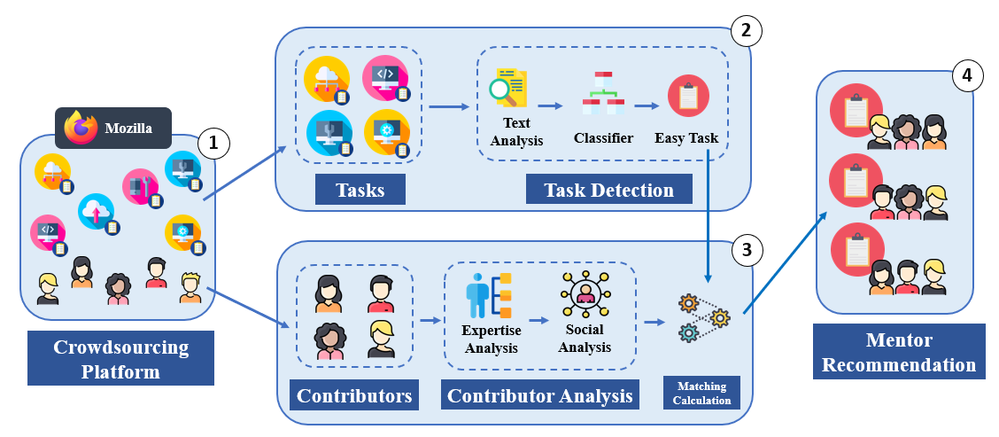 Mozilla
1
Crowdsourcing
Platform
2
</>
Tasks
Text
Analysis
Classifier
Easy Task
Task Detection
</>
3
Contributors
Expertise
Analysis
Social
Analysis
Contributor Analysis
Matching
Calculation
4
Mentor
Recommendation